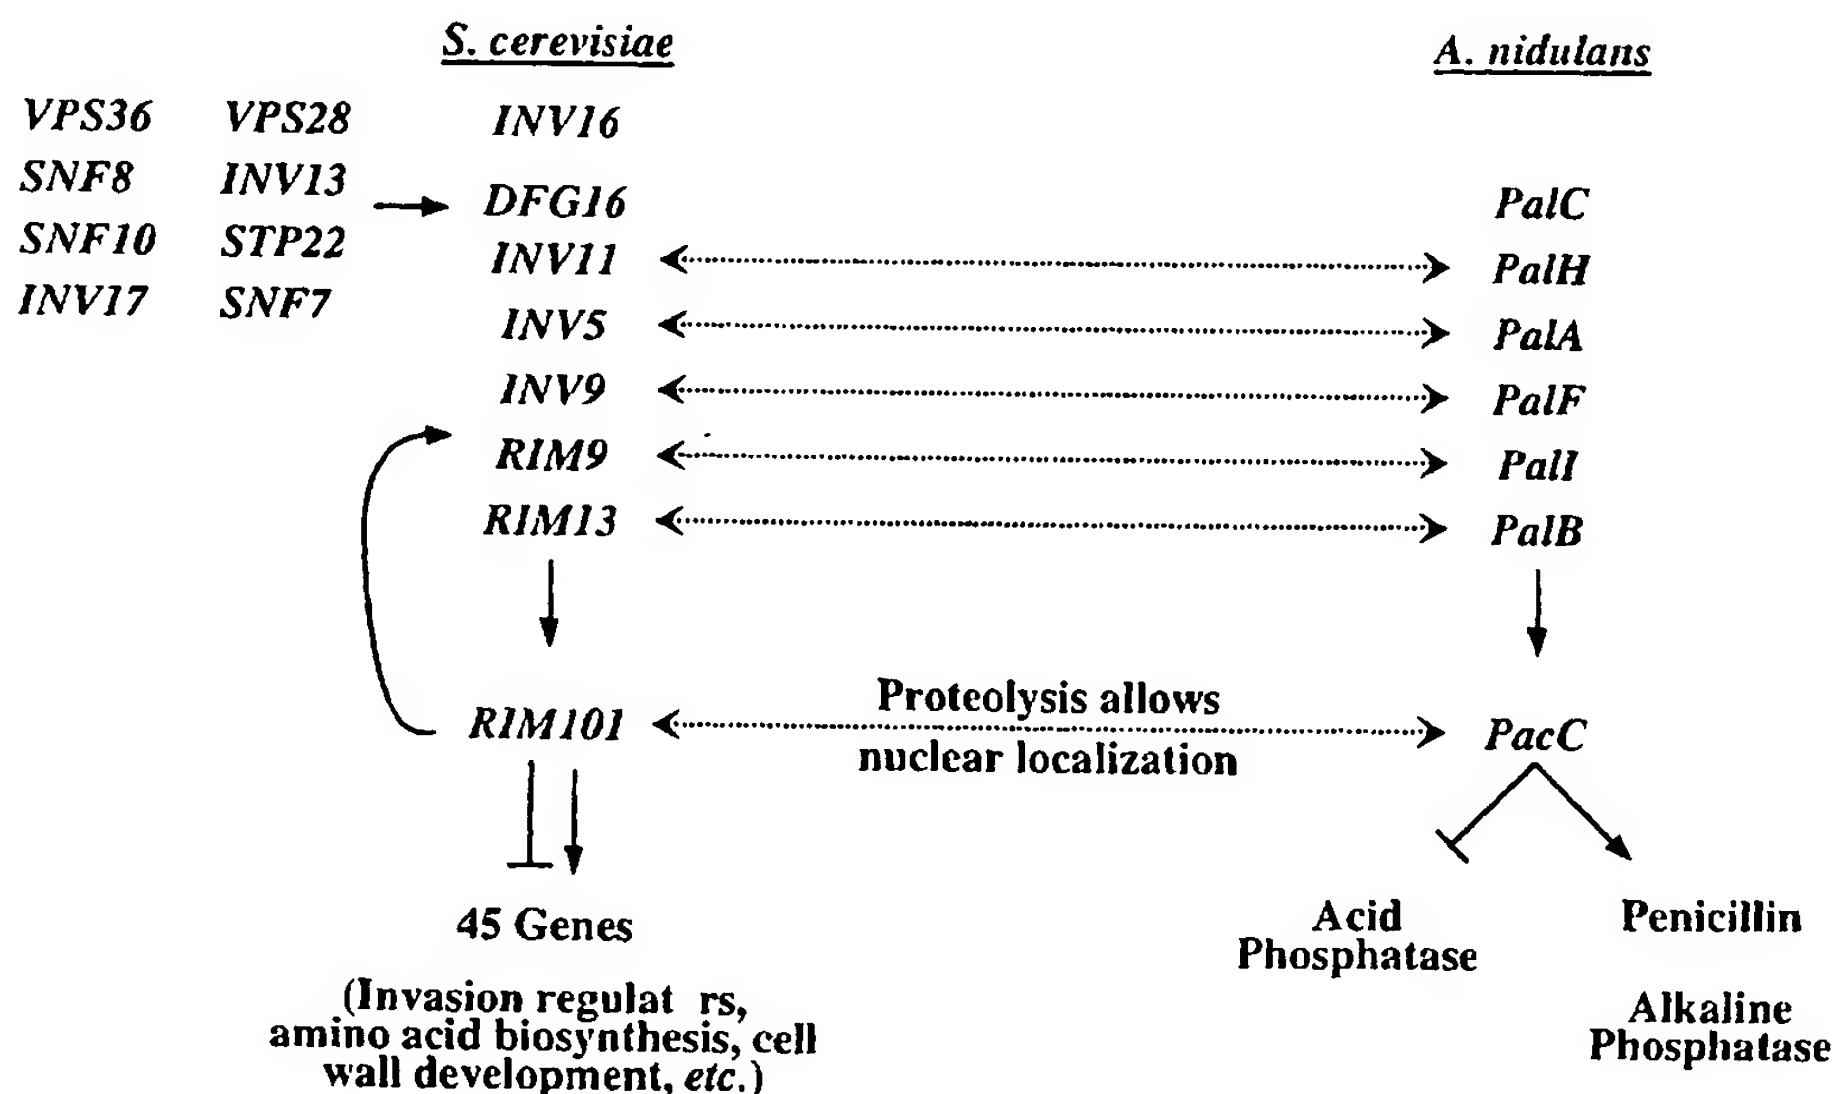 S. cerevisiae
A. nidulans
VPS36 VPS28 INV16
SNF8 INV13 DFG16 PalC
SNF10 STP22 INV11 PalH
INV17 SNF7 INV5 PalA
INV9 PalF
RIM9 PalI
RIM13 PalB
Proteolysis allows
RIM101 PacC
nuclear localization
45 Genes
Acid Penicillin
Phosphatase
(Invasion regulat rs,
amino acid biosynthesis, cell
wall development, etc.)
Alkaline
Phosphatase